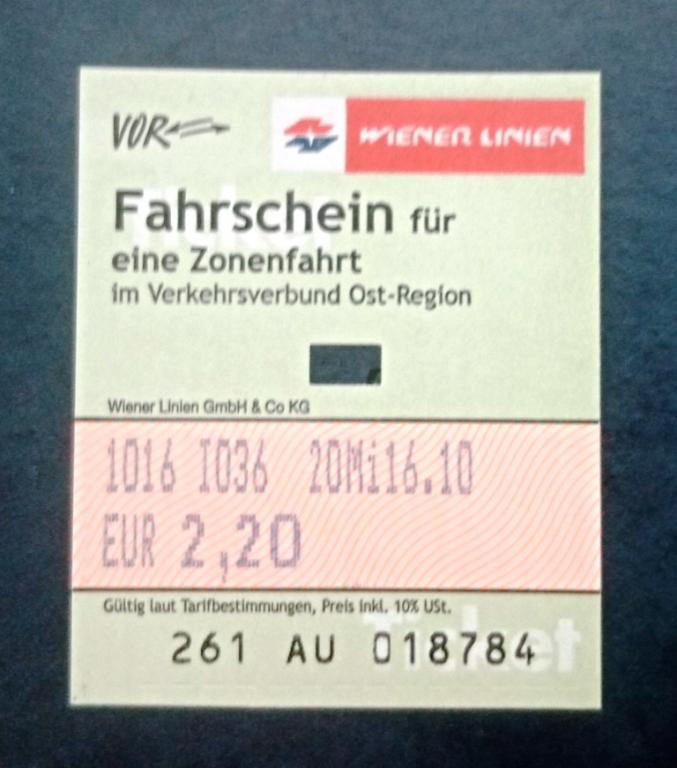 VOR
WIENER LINIEN
Fahrschein für
eine Zonenfahrt
im Verkehrsverbund Ost-Region
Wiener Linien GmbH & Co KG
1016 I036 20Mi16.10
EUR 2,20
Gültig laut Tarifbestimmungen, Preis inkl. 10% USt.
Ticket
261 AU 018784